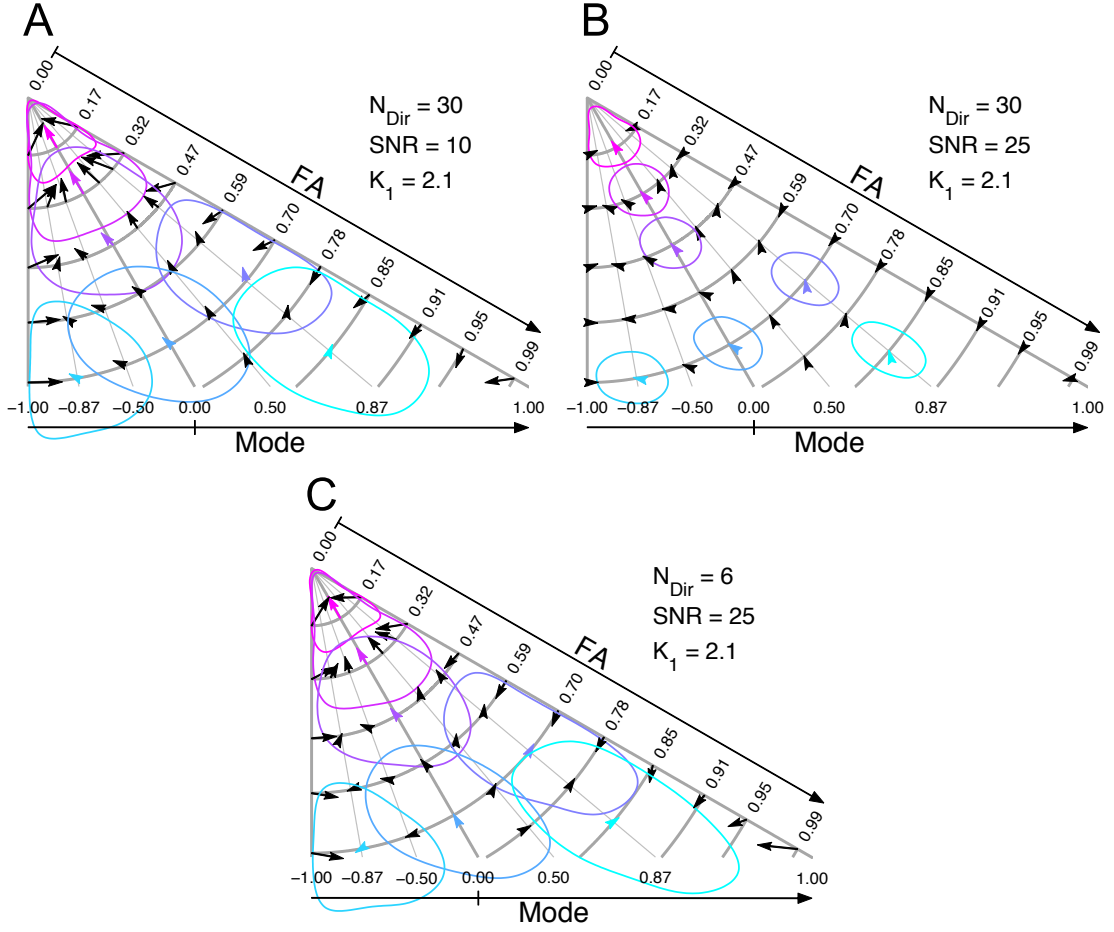 A
0.00
0.17
0.32
0.47
0.59
0.70
0.78
0.85
0.91
0.95
0.99
FA
N_Dir = 30
SNR = 10
K_1 = 2.1
−1.00 −0.87 −0.50 0.00 0.50 0.87 1.00
Mode
B
0.00
0.17
0.32
0.47
0.59
0.70
0.78
0.85
0.91
0.95
0.99
FA
N_Dir = 30
SNR = 25
K_1 = 2.1
−1.00 −0.87 −0.50 0.00 0.50 0.87 1.00
Mode
C
0.00
0.17
0.32
0.47
0.59
0.70
0.78
0.85
0.91
0.95
0.99
FA
N_Dir = 6
SNR = 25
K_1 = 2.1
−1.00 −0.87 −0.50 0.00 0.50 0.87 1.00
Mode